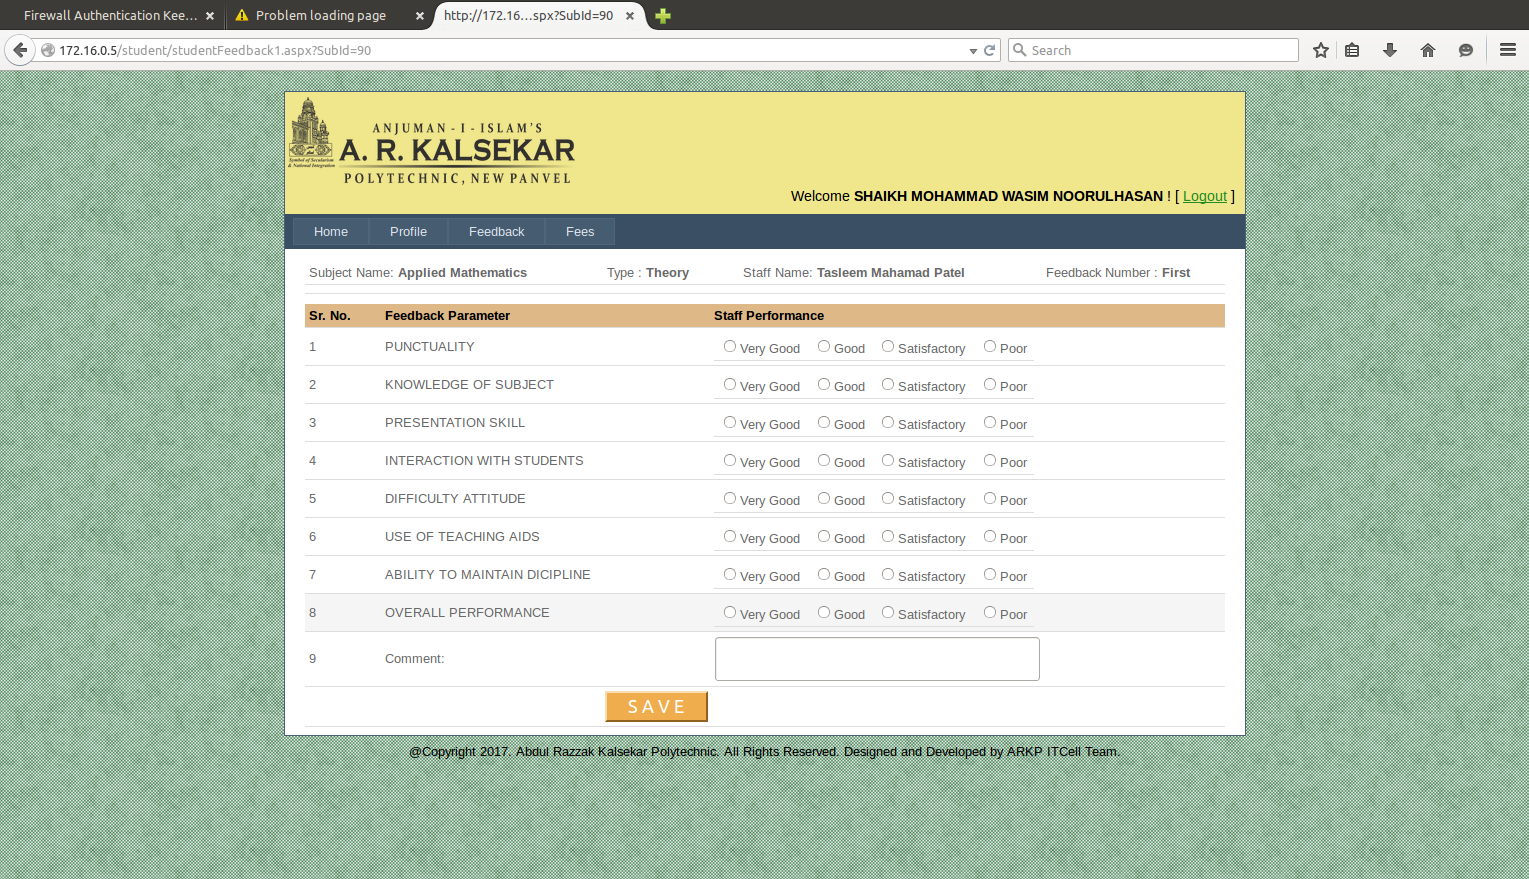 Firewall Authentication Kee...
Problem loading page
http://172.16...spx?SubId=90
172.16.0.5/student/studentFeedback1.aspx?SubId=90
Search
ANJUMAN - I - ISLAM'S
A. R. KALSEKAR
POLYTECHNIC, NEW PANVEL
Symbol of Secularism
& National Integration
Welcome SHAIKH MOHAMMAD WASIM NOORULHASAN ! [ Logout ]
Home Profile Feedback Fees
Subject Name: Applied Mathematics Type : Theory Staff Name: Tasleem Mahamad Patel Feedback Number : First
Sr. No. Feedback Parameter Staff Performance
1 PUNCTUALITY Very Good Good Satisfactory Poor
2 KNOWLEDGE OF SUBJECT Very Good Good Satisfactory Poor
3 PRESENTATION SKILL Very Good Good Satisfactory Poor
4 INTERACTION WITH STUDENTS Very Good Good Satisfactory Poor
5 DIFFICULTY ATTITUDE Very Good Good Satisfactory Poor
6 USE OF TEACHING AIDS Very Good Good Satisfactory Poor
7 ABILITY TO MAINTAIN DICIPLINE Very Good Good Satisfactory Poor
8 OVERALL PERFORMANCE Very Good Good Satisfactory Poor
9 Comment:
SAVE
@Copyright 2017. Abdul Razzak Kalsekar Polytechnic. All Rights Reserved. Designed and Developed by ARKP ITCell Team.